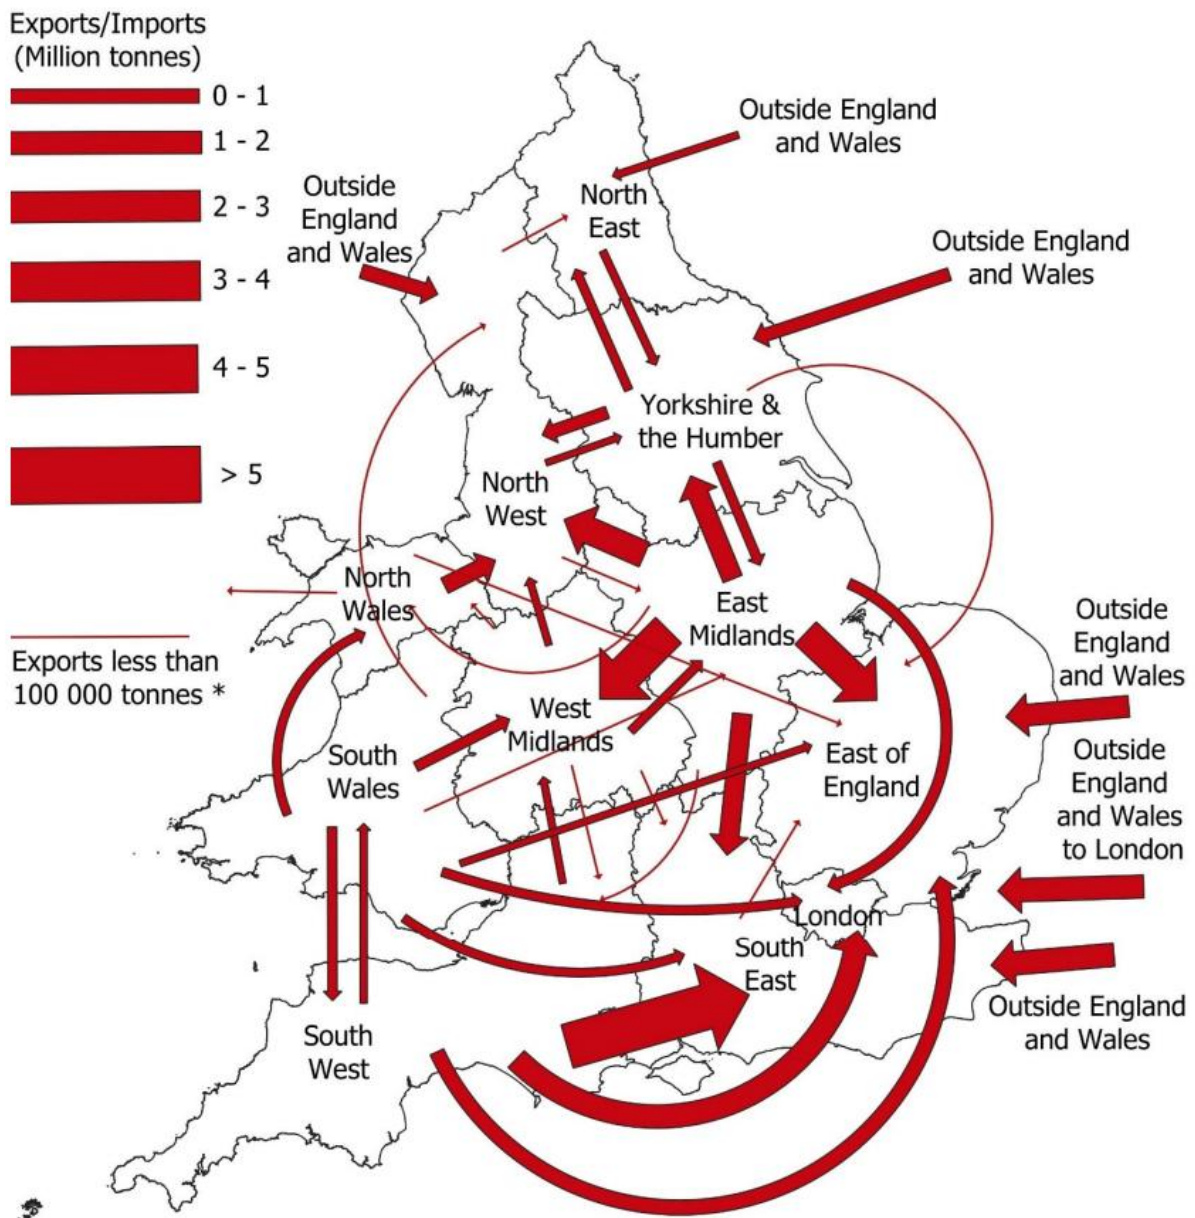 Exports/Imports
(Million tonnes)
0 - 1
1 - 2
2 - 3
3 - 4
4 - 5
> 5
Exports less than
100 000 tonnes *
Outside England
and Wales
Outside
England
and Wales
North
East
Outside England
and Wales
Yorkshire &
the Humber
North
West
North
Wales
East
Midlands
Outside
England
and Wales
West
Midlands
South
Wales
East of
England
Outside
England
and Wales
to London
London
South
East
Outside England
and Wales
South
West